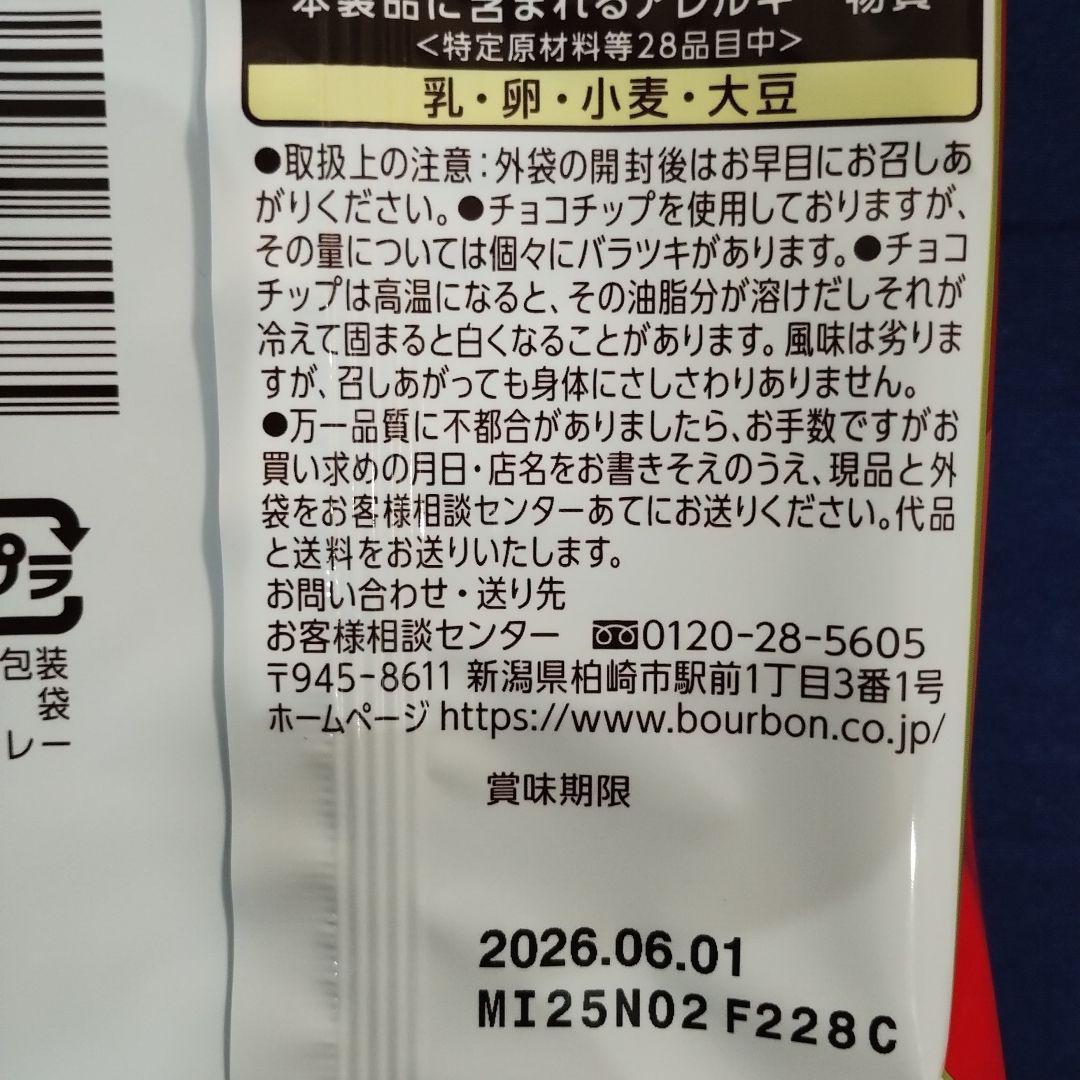 本製品に含まれるアレルギー物質
<特定原材料等28品目中>
乳・卵・小麦・大豆
●取扱上の注意：外袋の開封後はお早目にお召しあ
がりください。●チョコチップを使用しておりますが、
その量については個々にバラツキがあります。●チョコ
チップは高温になると、その油脂分が溶けだしそれが
冷えて固まると白くなることがあります。風味は劣りま
すが、召しあがっても身体にさしさわりありません。
●万一品質に不都合がありましたら、お手数ですがお
買い求めの月日・店名をお書きそえのうえ、現品と外
袋をお客様相談センターあてにお送りください。代品
と送料をお送りいたします。
お問い合わせ・送り先
お客様相談センター 0120-28-5605
〒945-8611 新潟県柏崎市駅前1丁目3番1号
ホームページ https://www.bourbon.co.jp/
賞味期限
2026.06.01
MI25N02 F228C
プラ
包装
袋
レー